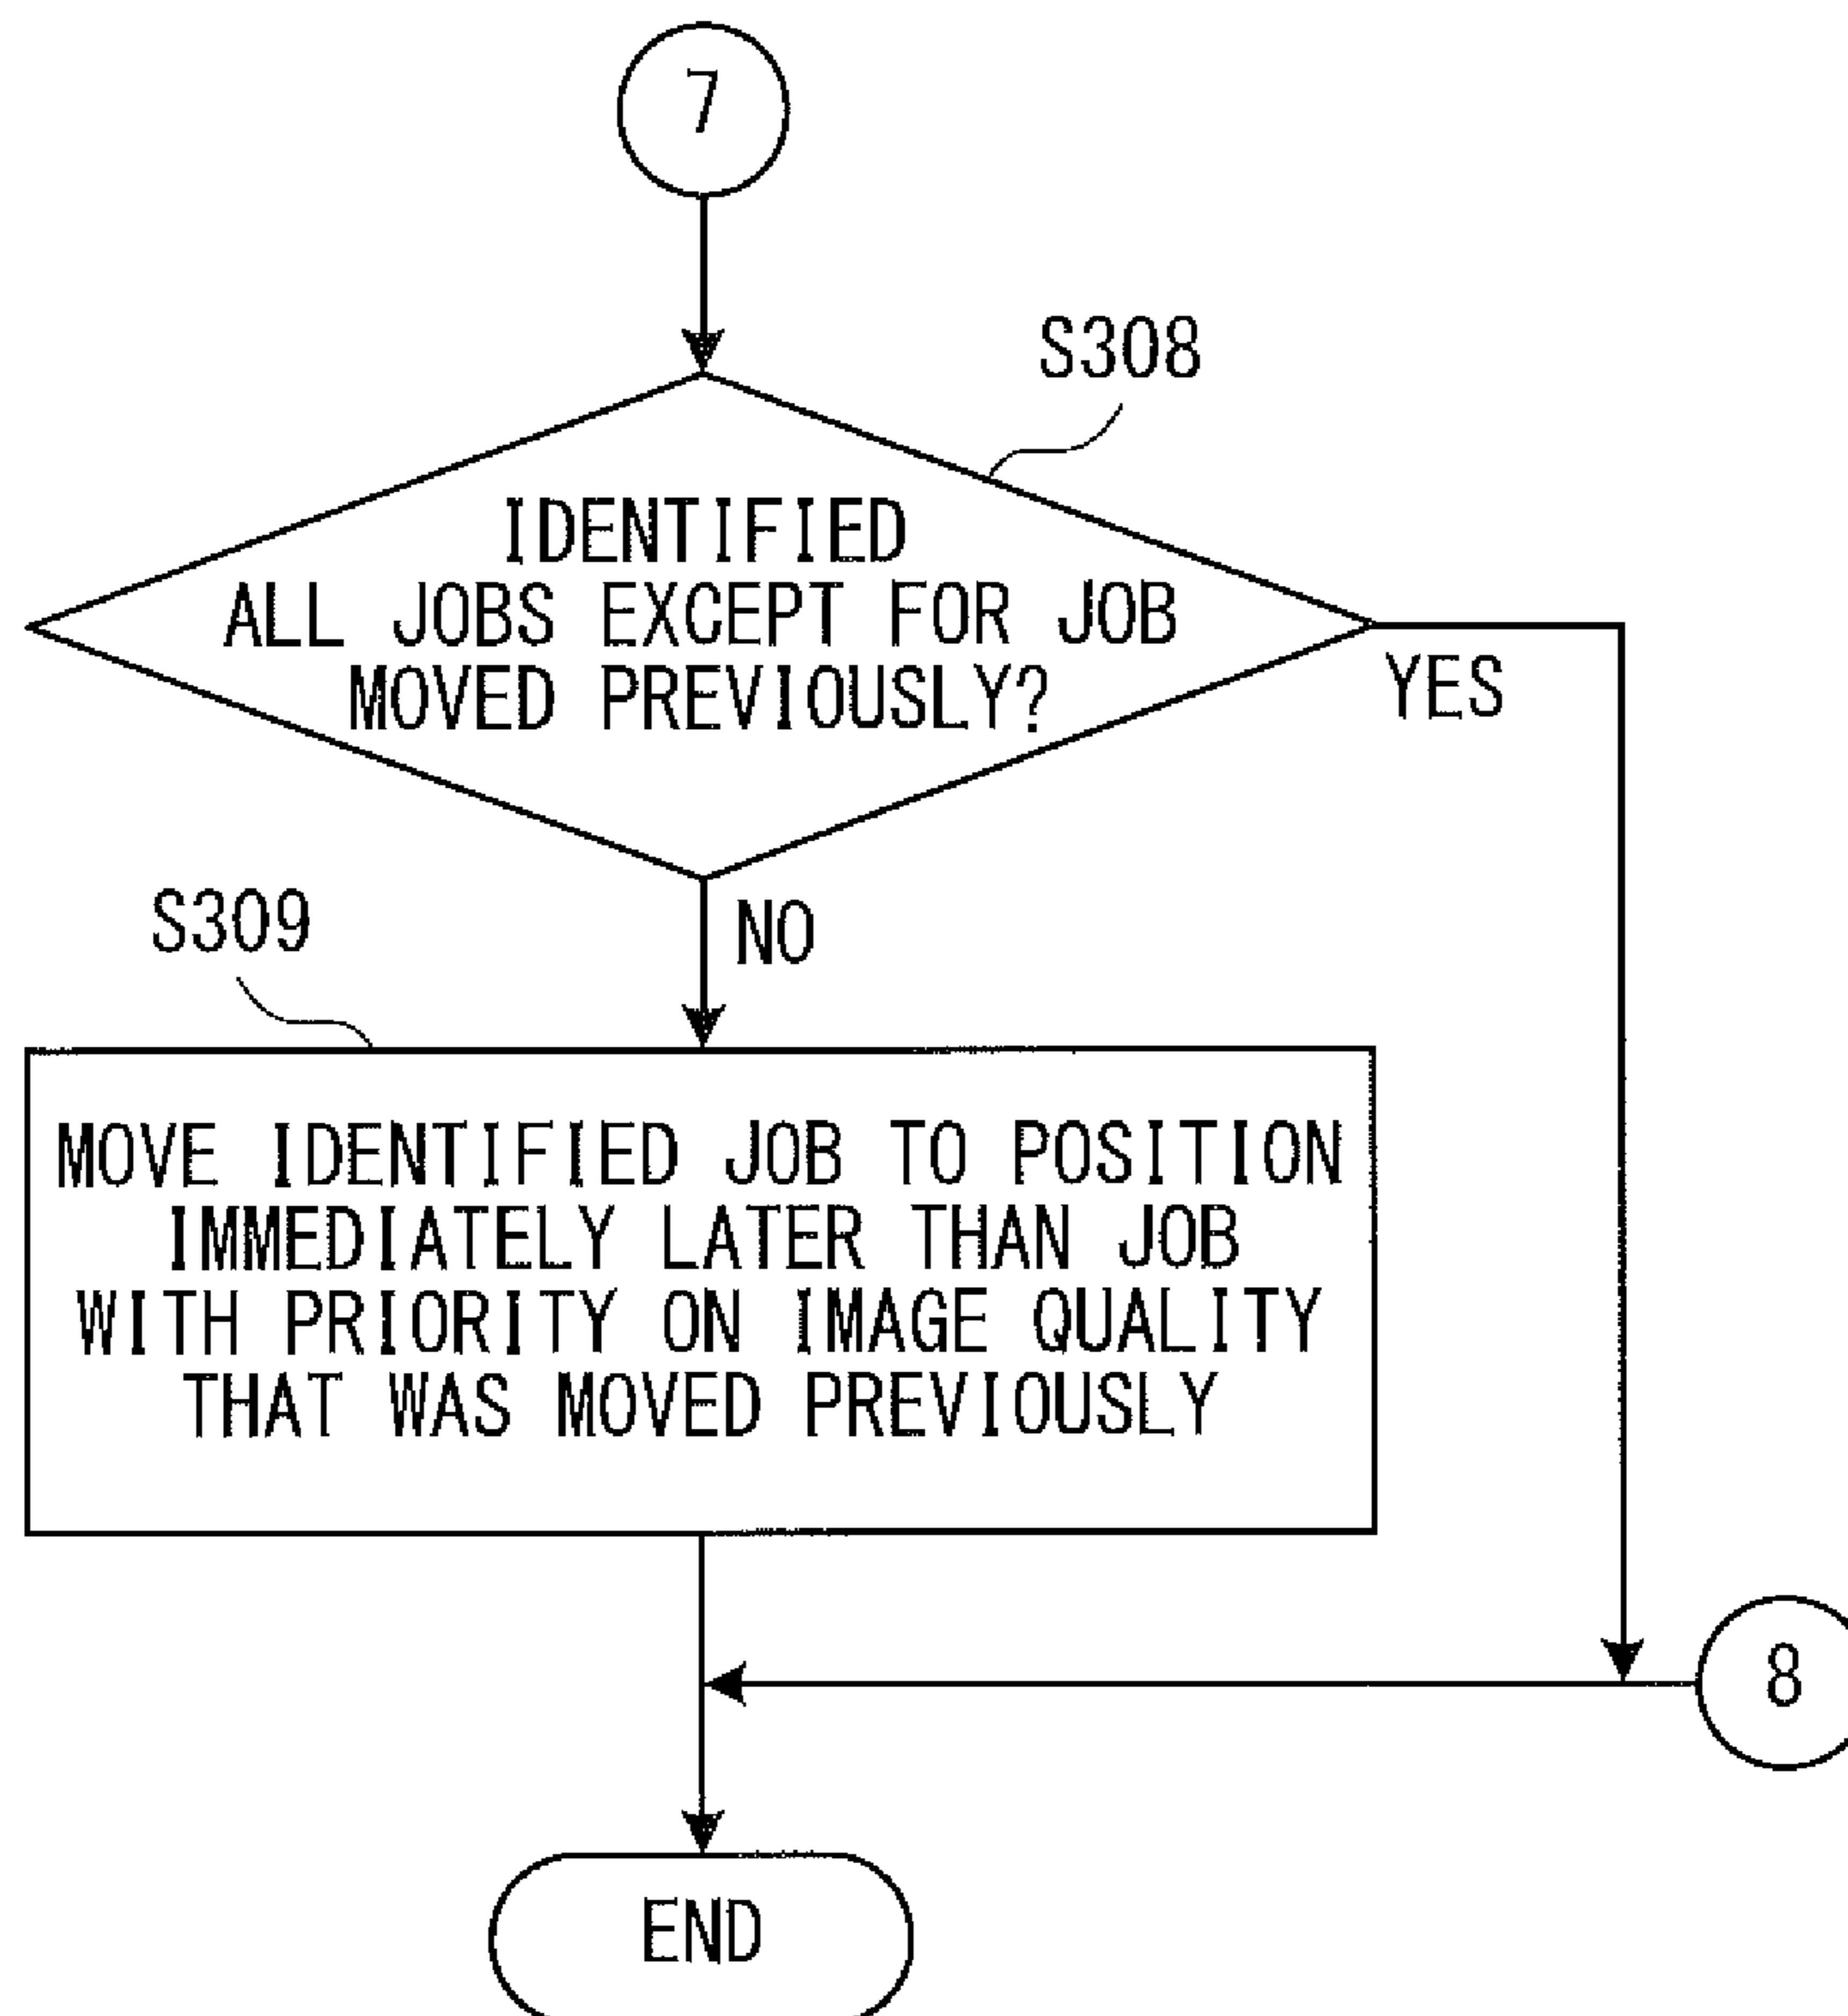 7
S308
IDENTIFIED
ALL JOBS EXCEPT FOR JOB
MOVED PREVIOUSLY?
YES
S309
NO
MOVE IDENTIFIED JOB TO POSITION
IMMEDIATELY LATER THAN JOB
WITH PRIORITY ON IMAGE QUALITY
THAT WAS MOVED PREVIOUSLY
8
END